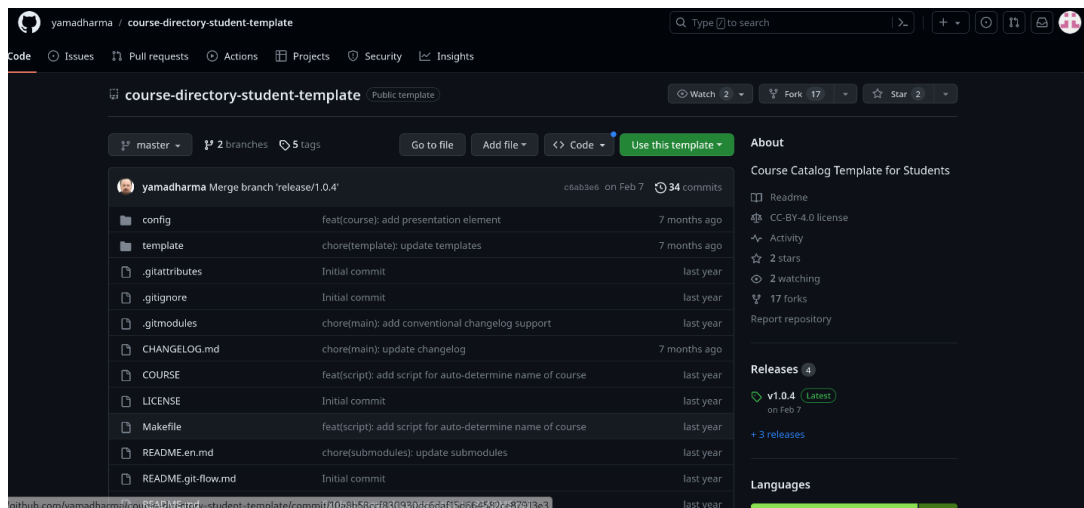 yamadharma / course-directory-student-template
Type / to search
Code Issues Pull requests Actions Projects Security Insights
course-directory-student-template Public template
Watch 2 Fork 17 Star 2
master 2 branches 5 tags Go to file Add file Code Use this template
yamadharma Merge branch 'release/1.0.4' c6ab3e6 on Feb 7 34 commits
config feat(course): add presentation element 7 months ago
template chore(template): update templates 7 months ago
.gitattributes Initial commit last year
.gitignore Initial commit last year
.gitmodules chore(main): add conventional changelog support last year
CHANGELOG.md chore(main): update changelog 7 months ago
COURSE feat(script): add script for auto-determine name of course last year
LICENSE Initial commit last year
Makefile feat(script): add script for auto-determine name of course last year
README.en.md chore(submodules): update submodules last year
README.git-flow.md Initial commit last year
About
Course Catalog Template for Students
Readme
CC-BY-4.0 license
Activity
2 stars
2 watching
17 forks
Report repository
Releases 4
v1.0.4 Latest
on Feb 7
+ 3 releases
Languages